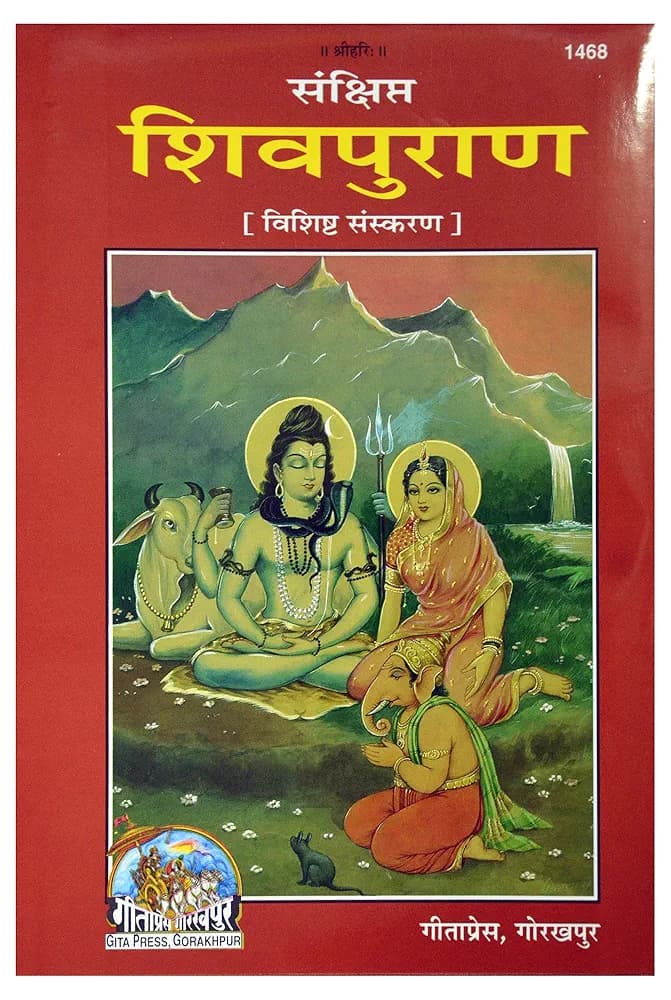 ॥ श्रीहरि: ॥
1468
संक्षिप्त
शिवपुराण
[ विशिष्ट संस्करण ]
गीताप्रेस गोरखपुर
GITA PRESS, GORAKHPUR
गीताप्रेस, गोरखपुर